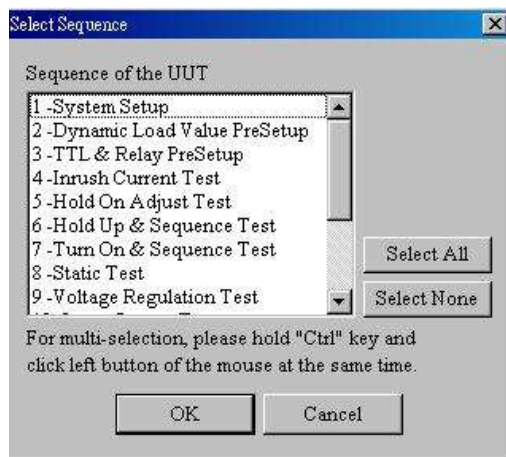 Select Sequence
Sequence of the UUT
1 -System Setup
2 -Dynamic Load Value PreSetup
3 -TTL & Relay PreSetup
4 -Inrush Current Test
5 -Hold On Adjust Test
6 -Hold Up & Sequence Test
7 -Turn On & Sequence Test
8 -Static Test
9 -Voltage Regulation Test
Select All
Select None
For multi-selection, please hold "Ctrl" key and
click left button of the mouse at the same time.
OK
Cancel